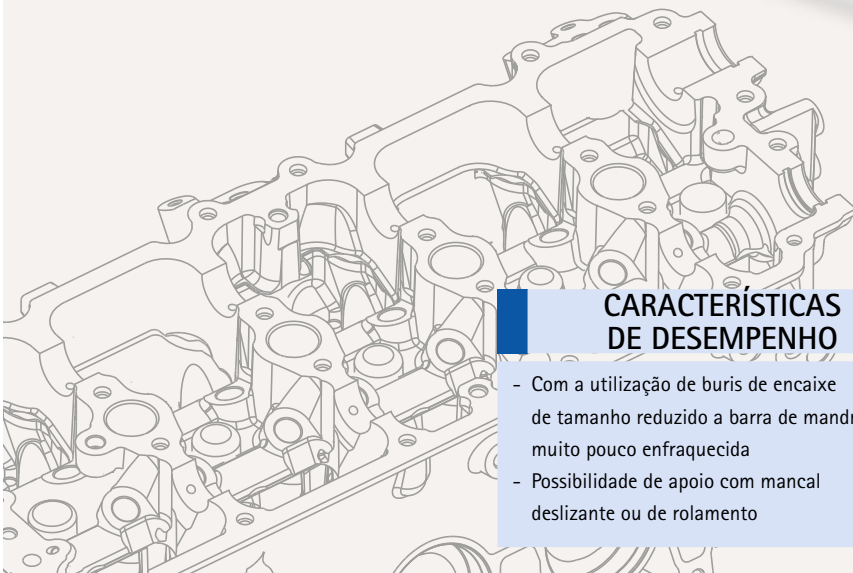 CARACTERÍSTICAS
DE DESEMPENHO
- Com a utilização de buris de encaixe
de tamanho reduzido a barra de
muito pouco enfraquecida
- Possibilidade de apoio com mancal
deslizante ou de rolamento